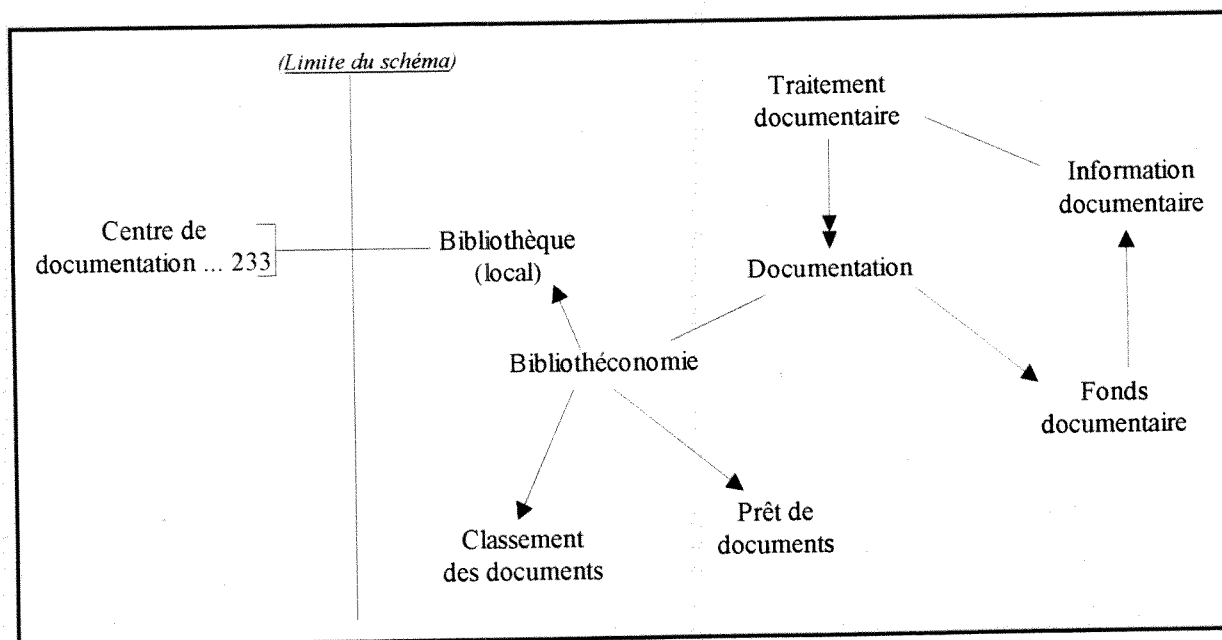 (Limite du schéma)
Traitement
documentaire
Information
documentaire
Centre de
documentation ... 233
Bibliothèque
(local)
Documentation
Bibliothéconomie
Fonds
documentaire
Classement
des documents
Prêt de
documents